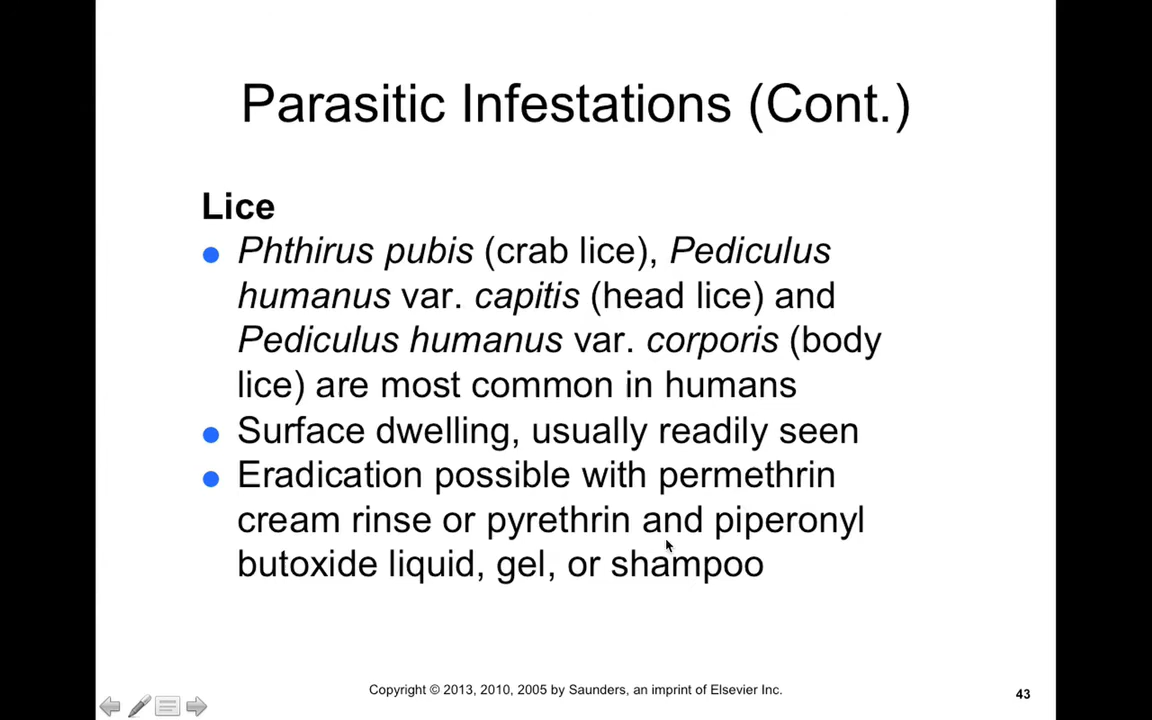 Parasitic Infestations (Cont.)
Lice
● Phthirus pubis (crab lice), Pediculus
humanus var. capitis (head lice) and
Pediculus humanus var. corporis (body
lice) are most common in humans
● Surface dwelling, usually readily seen
● Eradication possible with permethrin
cream rinse or pyrethrin and piperonyl
butoxide liquid, gel, or shampoo
Copyright © 2013, 2010, 2005 by Saunders, an imprint of Elsevier Inc.
43